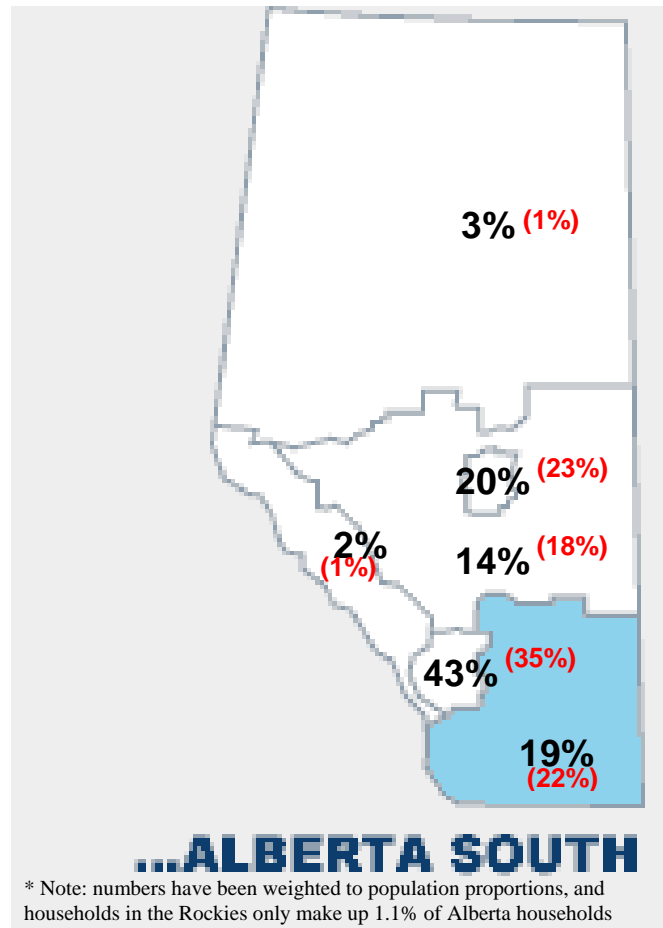 3% (1%)
20% (23%)
2%
(1%)
14% (18%)
43% (35%)
19%
(22%)
...ALBERTA SOUTH
* Note: numbers have been weighted to population proportions, and
households in the Rockies only make up 1.1% of Alberta households